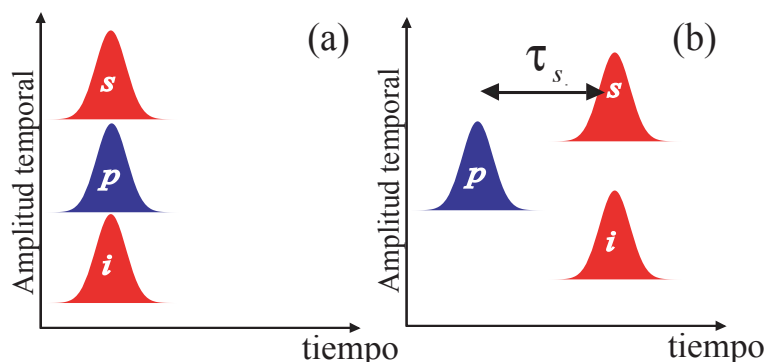 (a)
Amplitud temporal
s
p
i
tiempo
(b)
Amplitud temporal
τs
s
p
i
tiempo